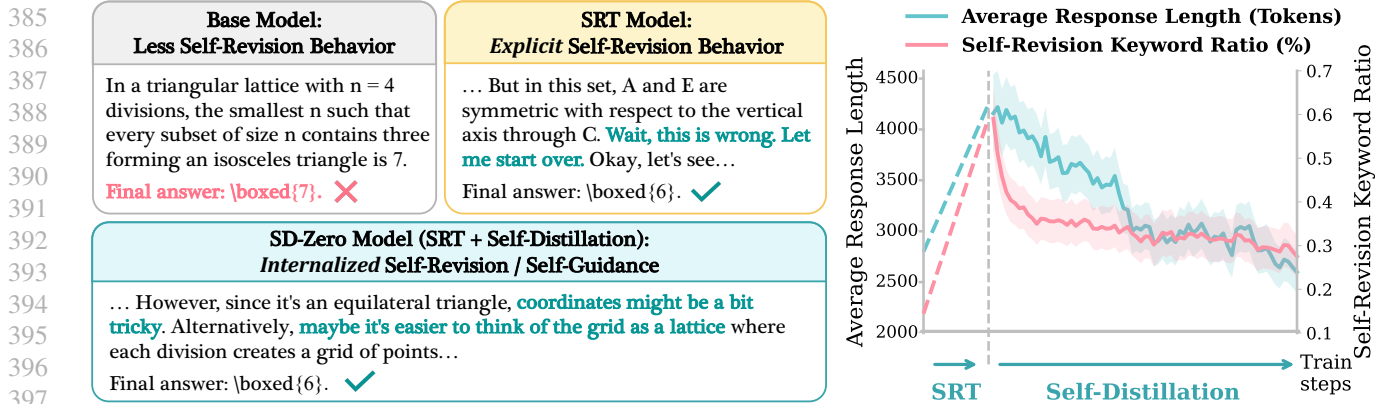 385
386
387
388
389
390
391
392
393
394
395
396
397
Base Model:
Less Self-Revision Behavior
In a triangular lattice with n = 4
divisions, the smallest n such that
every subset of size n contains three
forming an isosceles triangle is 7.
Final answer: \boxed{7}.
SRT Model:
Explicit Self-Revision Behavior
… But in this set, A and E are
symmetric with respect to the vertical
axis through C. Wait, this is wrong. Let
me start over. Okay, let's see…
Final answer: \boxed{6}.
SD-Zero Model (SRT + Self-Distillation):
Internalized Self-Revision / Self-Guidance
… However, since it's an equilateral triangle, coordinates might be a bit
tricky. Alternatively, maybe it's easier to think of the grid as a lattice where
each division creates a grid of points…
Final answer: \boxed{6}.
Average Response Length (Tokens)
Self-Revision Keyword Ratio (%)
Average Response Length
4500
4000
3500
3000
2500
2000
0.7
0.6
0.5
0.4
0.3
0.2
0.1
Self-Revision Keyword Ratio
SRT
Self-Distillation
Train
steps